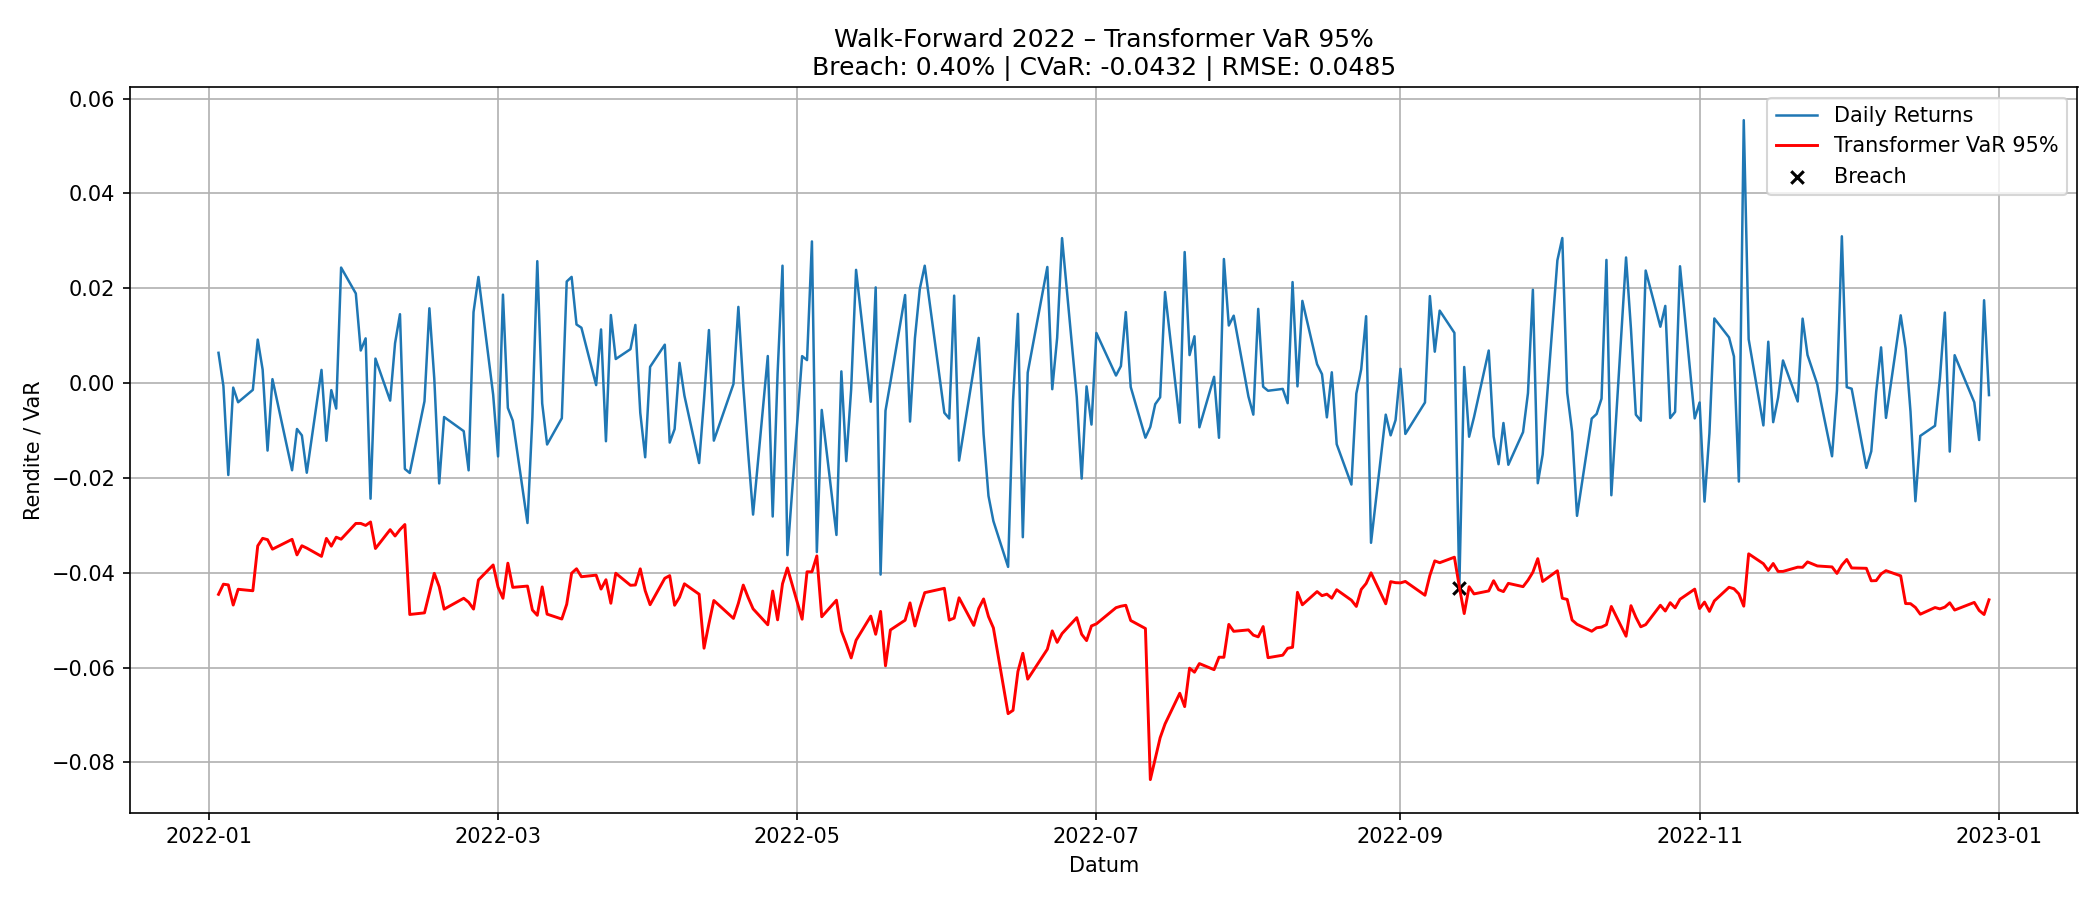 Walk-Forward 2022 – Transformer VaR 95%
Breach: 0.40% | CVaR: -0.0432 | RMSE: 0.0485
Daily Returns
Transformer VaR 95%
Breach
Rendite / VaR
0.06
0.04
0.02
0.00
−0.02
−0.04
−0.06
−0.08
2022-01 2022-03 2022-05 2022-07 2022-09 2022-11 2023-01
Datum